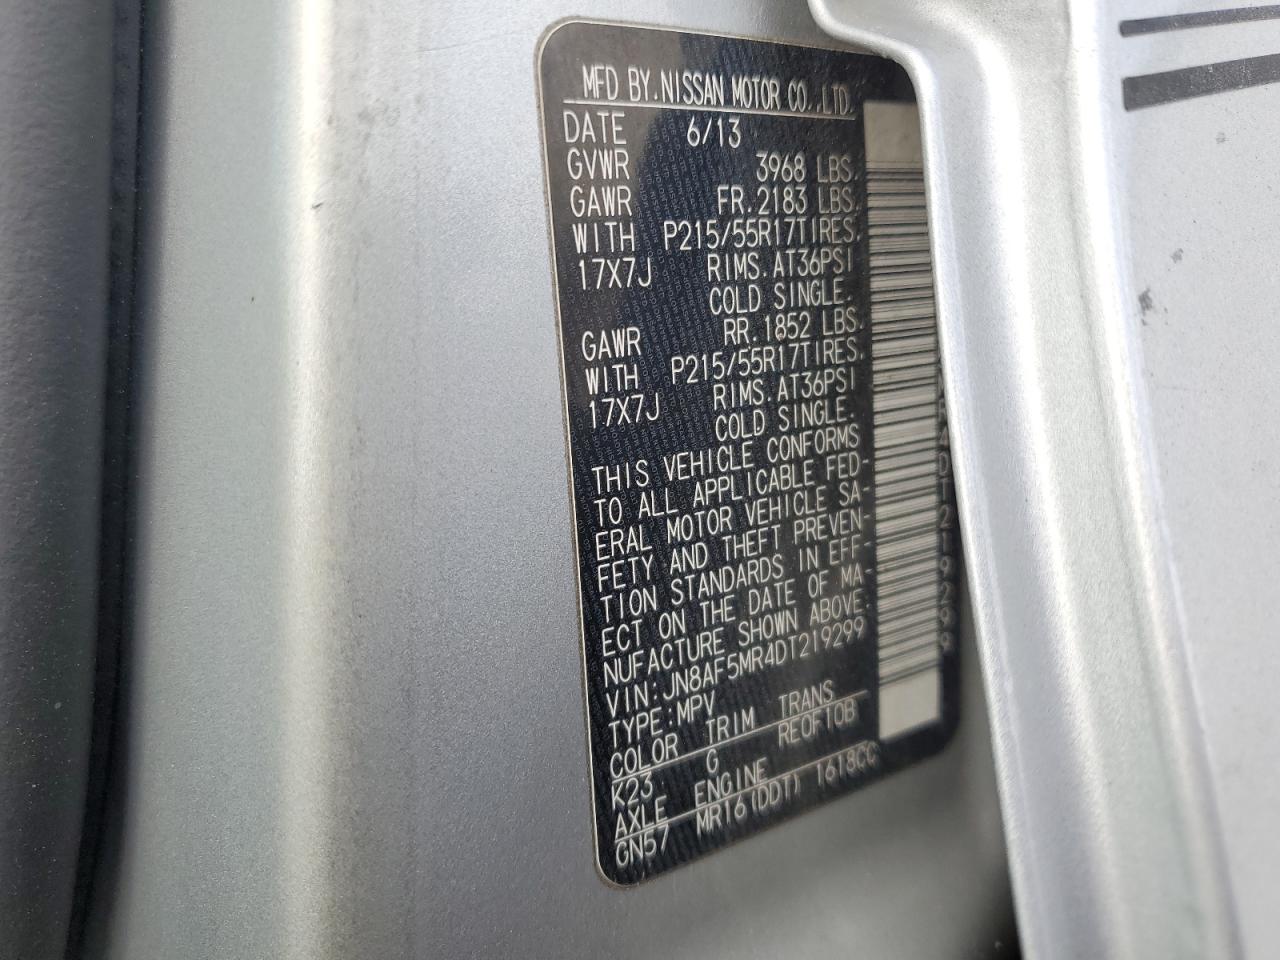 MFD BY. NISSAN MOTOR CO.,LTD.
DATE 6/13
GVWR 3968 LBS.
GAWR FR. 2183 LBS.
WITH P215/55R17TIRES.
17X7J RIMS. AT36PSI
COLD SINGLE.
GAWR RR. 1852 LBS.
WITH P215/55R17TIRES.
17X7J RIMS. AT36PSI
COLD SINGLE.
THIS VEHICLE CONFORMS
TO ALL APPLICABLE FED-
ERAL MOTOR VEHICLE SA-
FETY AND THEFT PREVEN-
TION STANDARDS IN EFF-
ECT ON THE DATE OF MA-
NUFACTURE SHOWN ABOVE.
VIN:JN8AF5MR4DT219299
TYPE:MPV
COLOR TRIM TRANS
K23 G RE0F10B
AXLE ENGINE
GN57 MR16(DDT) 1618CC
R4DT219299